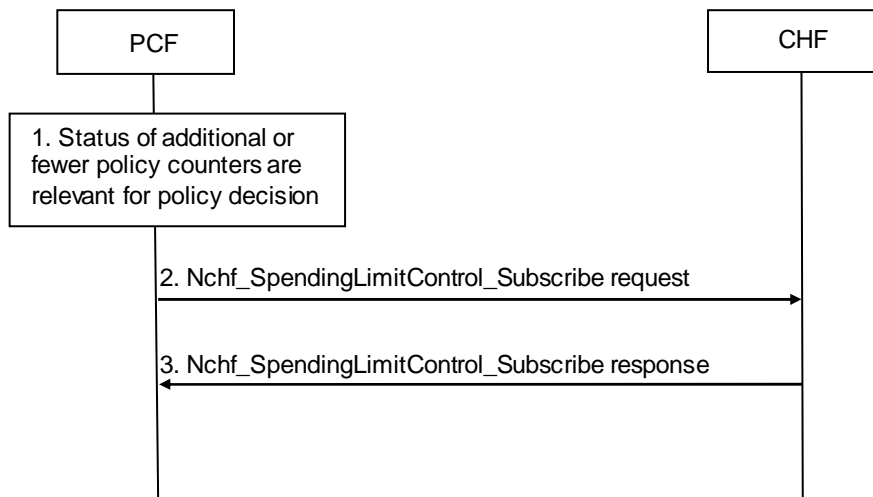 PCF
CHF
1. Status of additional or
fewer policy counters are
relevant for policy decision
2. Nchf_SpendingLimitControl_Subscribe request
3. Nchf_SpendingLimitControl_Subscribe response